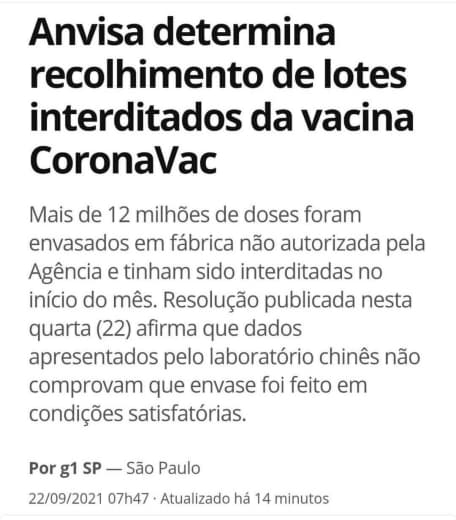 Anvisa determina
recolhimento de lotes
interditados da vacina
CoronaVac
Mais de 12 milhões de doses foram
envasados em fábrica não autorizada pela
Agência e tinham sido interditadas no
início do mês. Resolução publicada nesta
quarta (22) afirma que dados
apresentados pelo laboratório chinês não
comprovam que envase foi feito em
condições satisfatórias.
Por g1 SP — São Paulo
22/09/2021 07h47 · Atualizado há 14 minutos